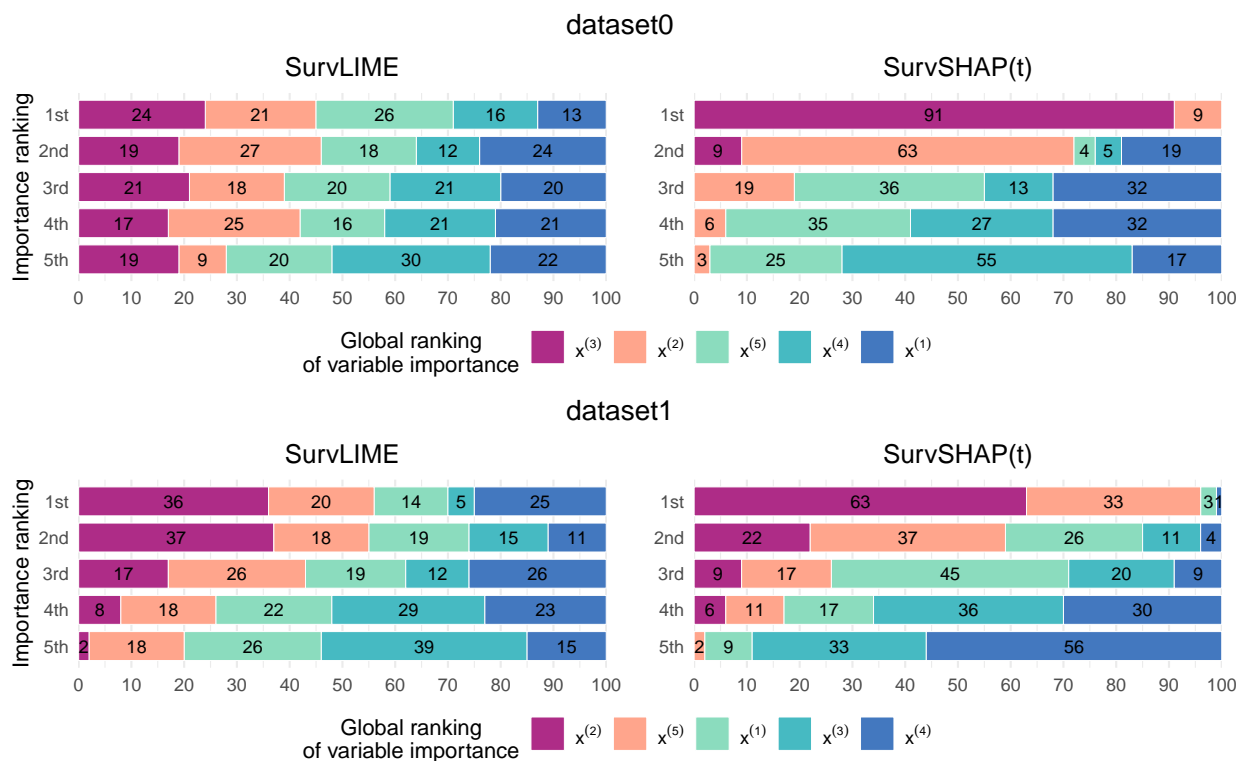 dataset0
SurvLIME
SurvSHAP(t)
Importance ranking
1st 24 21 26 16 13
2nd 19 27 18 12 24
3rd 21 18 20 21 20
4th 17 25 16 21 21
5th 19 9 20 30 22
0 10 20 30 40 50 60 70 80 90 100
91 9
9 63 4 5 19
19 36 13 32
6 35 27 32
3 25 55 17
0 10 20 30 40 50 60 70 80 90 100
Global ranking
of variable importance
x⁽³⁾ x⁽²⁾ x⁽⁵⁾ x⁽⁴⁾ x⁽¹⁾
dataset1
SurvLIME
SurvSHAP(t)
Importance ranking
1st 36 20 14 5 25
2nd 37 18 19 15 11
3rd 17 26 19 12 26
4th 8 18 22 29 23
5th 2 18 26 39 15
0 10 20 30 40 50 60 70 80 90 100
63 33 3 1
22 37 26 11 4
9 17 45 20 9
6 11 17 36 30
2 9 33 56
0 10 20 30 40 50 60 70 80 90 100
Global ranking
of variable importance
x⁽²⁾ x⁽⁵⁾ x⁽¹⁾ x⁽³⁾ x⁽⁴⁾